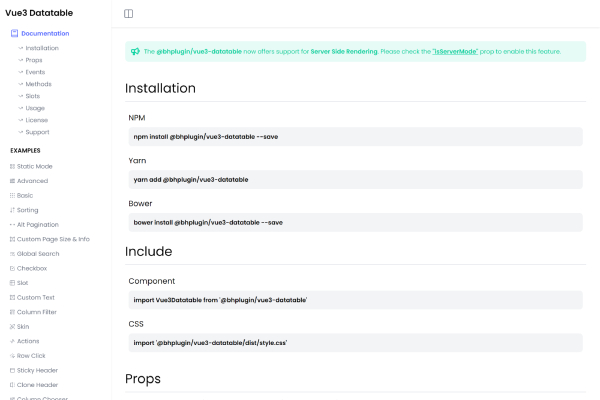 Vue3 Datatable
Documentation
Installation
Props
Events
Methods
Slots
Usage
License
Support
EXAMPLES
Static Mode
Advanced
Basic
Sorting
Alt Pagination
Custom Page Size & Info
Global Search
Checkbox
Slot
Custom Text
Column Filter
Skin
Actions
Row Click
Sticky Header
Clone Header
Column Chooser
The @bhplugin/vue3-datatable now offers support for Server Side Rendering. Please check the "isServerMode" prop to enable this feature.
Installation
NPM
npm install @bhplugin/vue3-datatable --save
Yarn
yarn add @bhplugin/vue3-datatable
Bower
bower install @bhplugin/vue3-datatable --save
Include
Component
import Vue3Datatable from '@bhplugin/vue3-datatable'
CSS
import '@bhplugin/vue3-datatable/dist/style.css'
Props